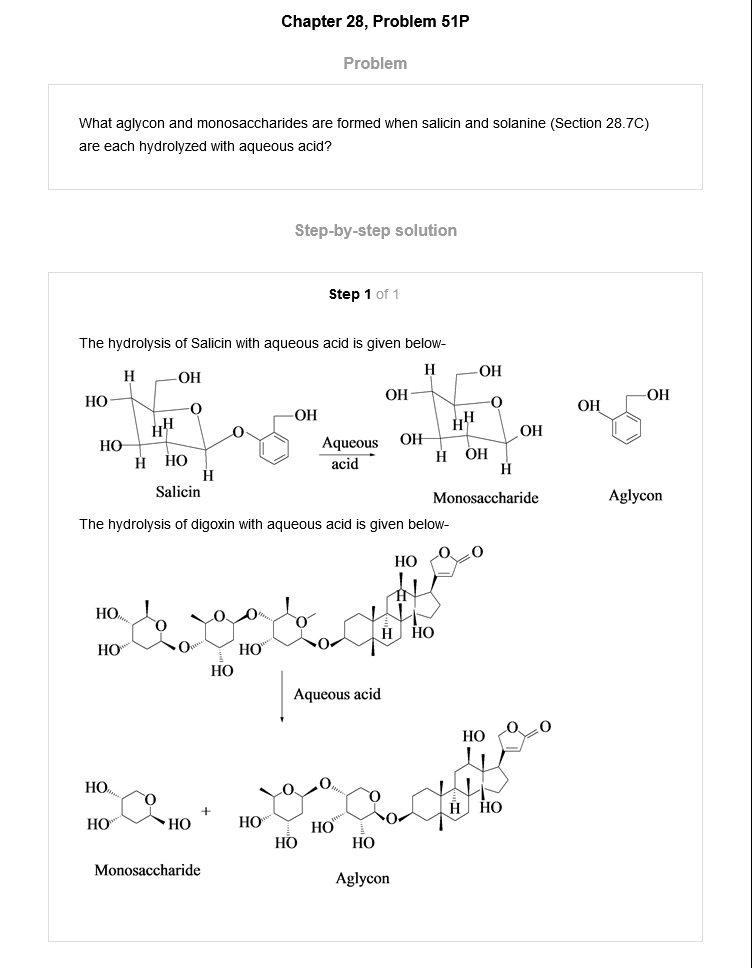 Chapter 28, Problem 51P
Problem
What aglycon and monosaccharides are formed when salicin and solanine (Section 28.7C)
are each hydrolyzed with aqueous acid?
Step-by-step solution
Step 1 of 1
The hydrolysis of Salicin with aqueous acid is given below-
H
OH
HO
O
H
H
HO
H
HO
H
O
OH
Salicin
Aqueous
acid
H
OH
OH
O
H
H
OH
H
OH
OH
H
Monosaccharide
OH
OH
Aglycon
The hydrolysis of digoxin with aqueous acid is given below-
HO
O
O
HO
O
O
O
HO
O
HO
HO
O
H
H
HO
Aqueous acid
HO
O
O
HO
O
HO
HO
+
O
O
O
HO
HO
HO
HO
O
H
HO
Monosaccharide
Aglycon